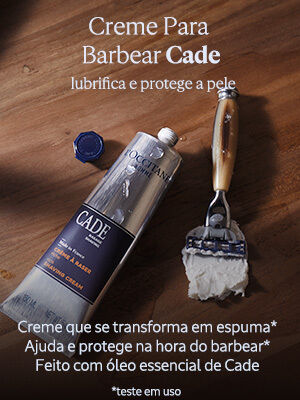 Creme Para
Barbear Cade
lubrifica e protege a pele
L'OCCITANE
CADE
CRÈME À RASER
SHAVING CREAM
Creme que se transforma em espuma*
Ajuda e protege na hora do barbear*
Feito com óleo essencial de Cade
*teste em uso